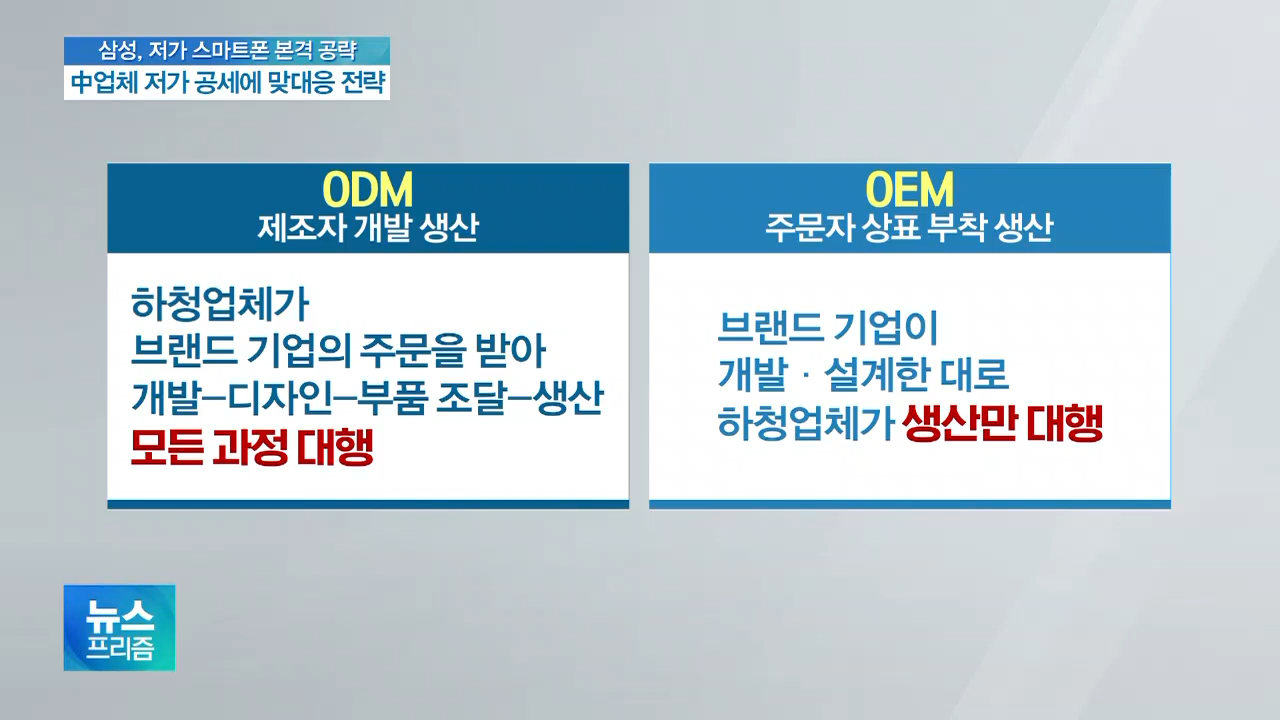 삼성, 저가 스마트폰 본격 공략
中업체 저가 공세에 맞대응 전략
ODM
제조자 개발 생산
하청업체가
브랜드 기업의 주문을 받아
개발-디자인-부품 조달-생산
모든 과정 대행
OEM
주문자 상표 부착 생산
브랜드 기업이
개발·설계한 대로
하청업체가 생산만 대행
뉴스
프리즘